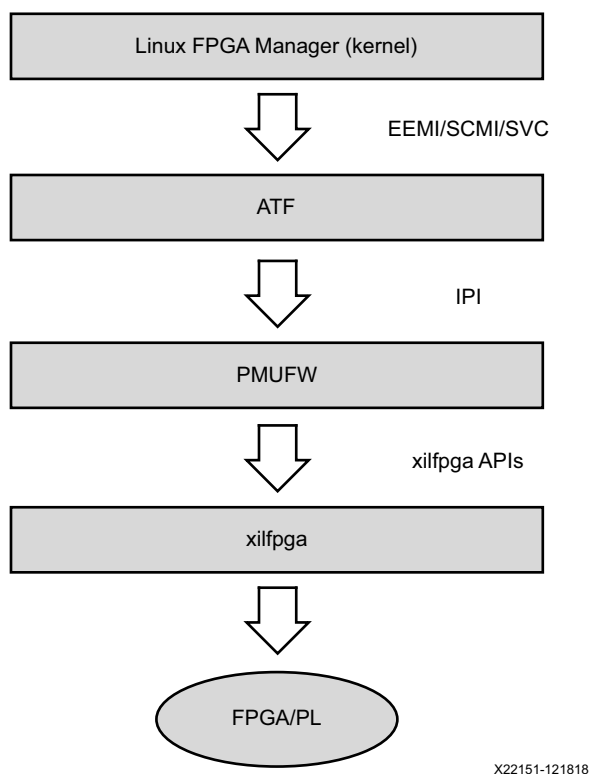 Linux FPGA Manager (kernel)
EEMI/SCMI/SVC
ATF
IPI
PMUFW
xilfpga APIs
xilfpga
FPGA/PL
X22151-121818